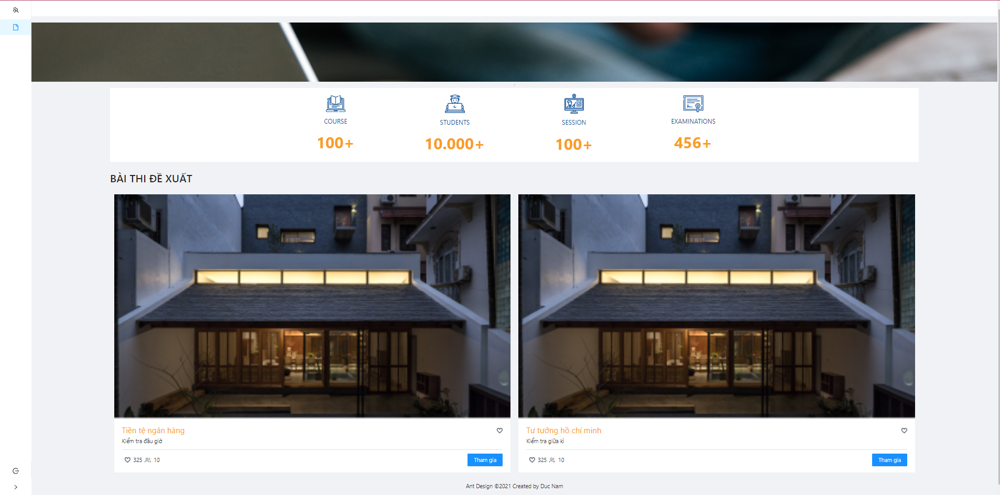 COURSE
STUDENTS
SESSION
EXAMINATIONS
100+
10.000+
100+
456+
BÀI THI ĐỀ XUẤT
Tiền tệ ngân hàng
Kiểm tra đầu giờ
325 10
Tham gia
Tư tưởng hồ chí minh
Kiểm tra giữa kì
325 10
Tham gia
Ant Design ©2021 Created by Duc Nam